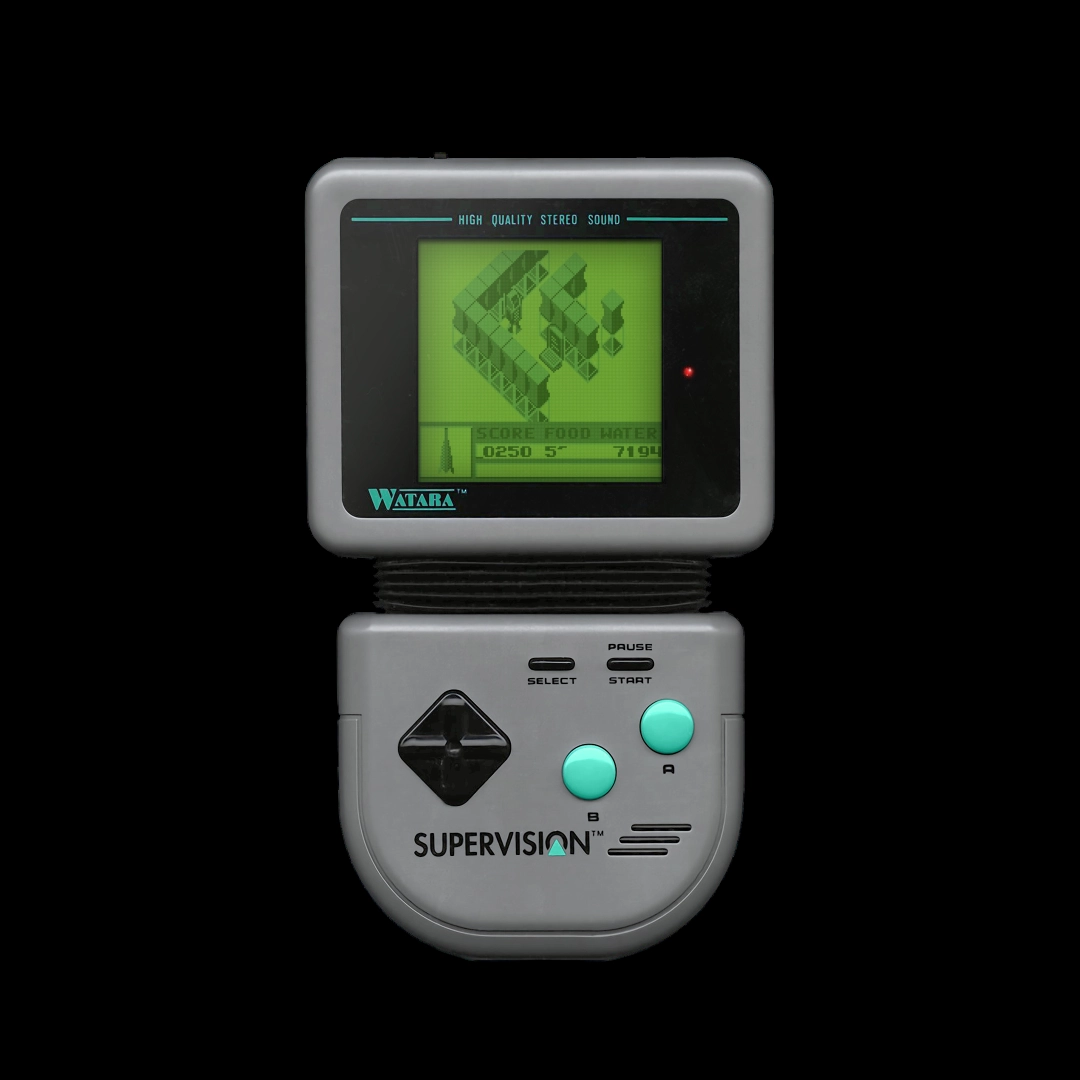 HIGH QUALITY STEREO SOUND
SCORE FOOD WATER
0250 5 7194
WATARA™
PAUSE
SELECT START
A
B
SUPERVISION™